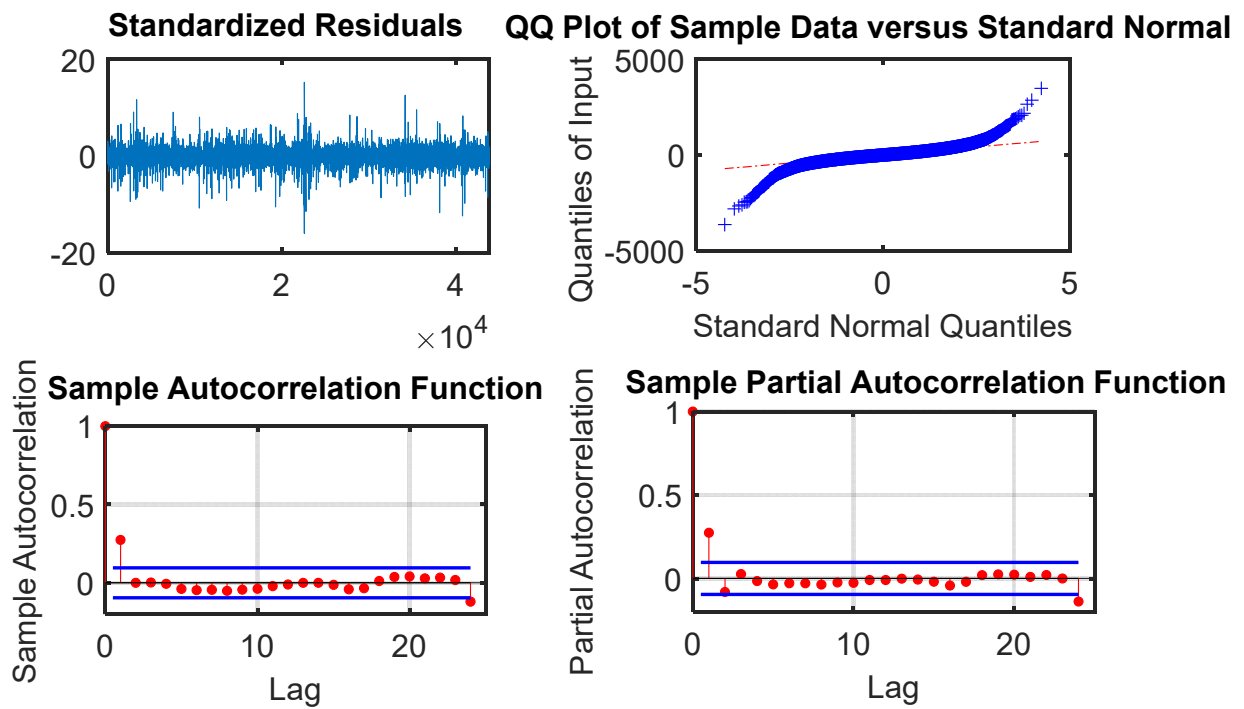 Standardized Residuals
20
0
-20
0
2
4
×10^4
QQ Plot of Sample Data versus Standard Normal
Quantiles of Input
5000
0
-5000
-5
0
5
Standard Normal Quantiles
Sample Autocorrelation Function
Sample Autocorrelation
1
0.5
0
0
10
20
Lag
Sample Partial Autocorrelation Function
Partial Autocorrelation
1
0.5
0
0
10
20
Lag